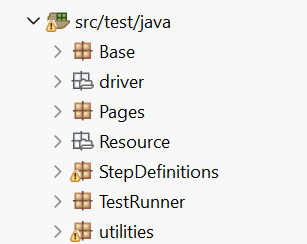 src/test/java
Base
driver
Pages
Resource
StepDefinitions
TestRunner
utilities